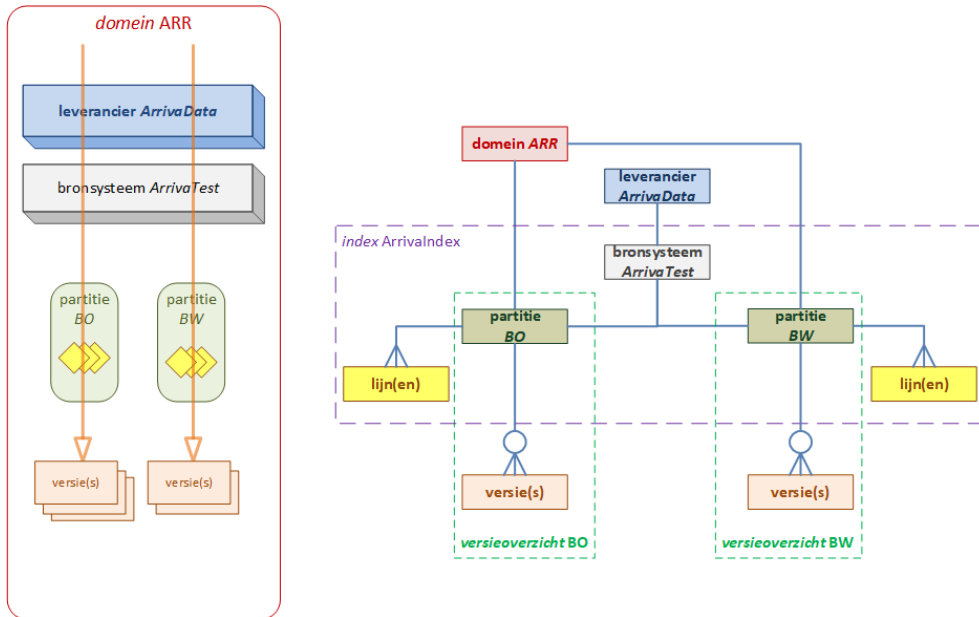 domein ARR
leverancier ArrivaData
bronsysteem ArrivaTest
partitie
BO
partitie
BW
versie(s)
versie(s)
domein ARR
leverancier
ArrivaData
index ArrivaIndex
bronsysteem
ArrivaTest
partitie
BO
partitie
BW
lijn(en)
lijn(en)
versie(s)
versie(s)
versieoverzicht BO
versieoverzicht BW